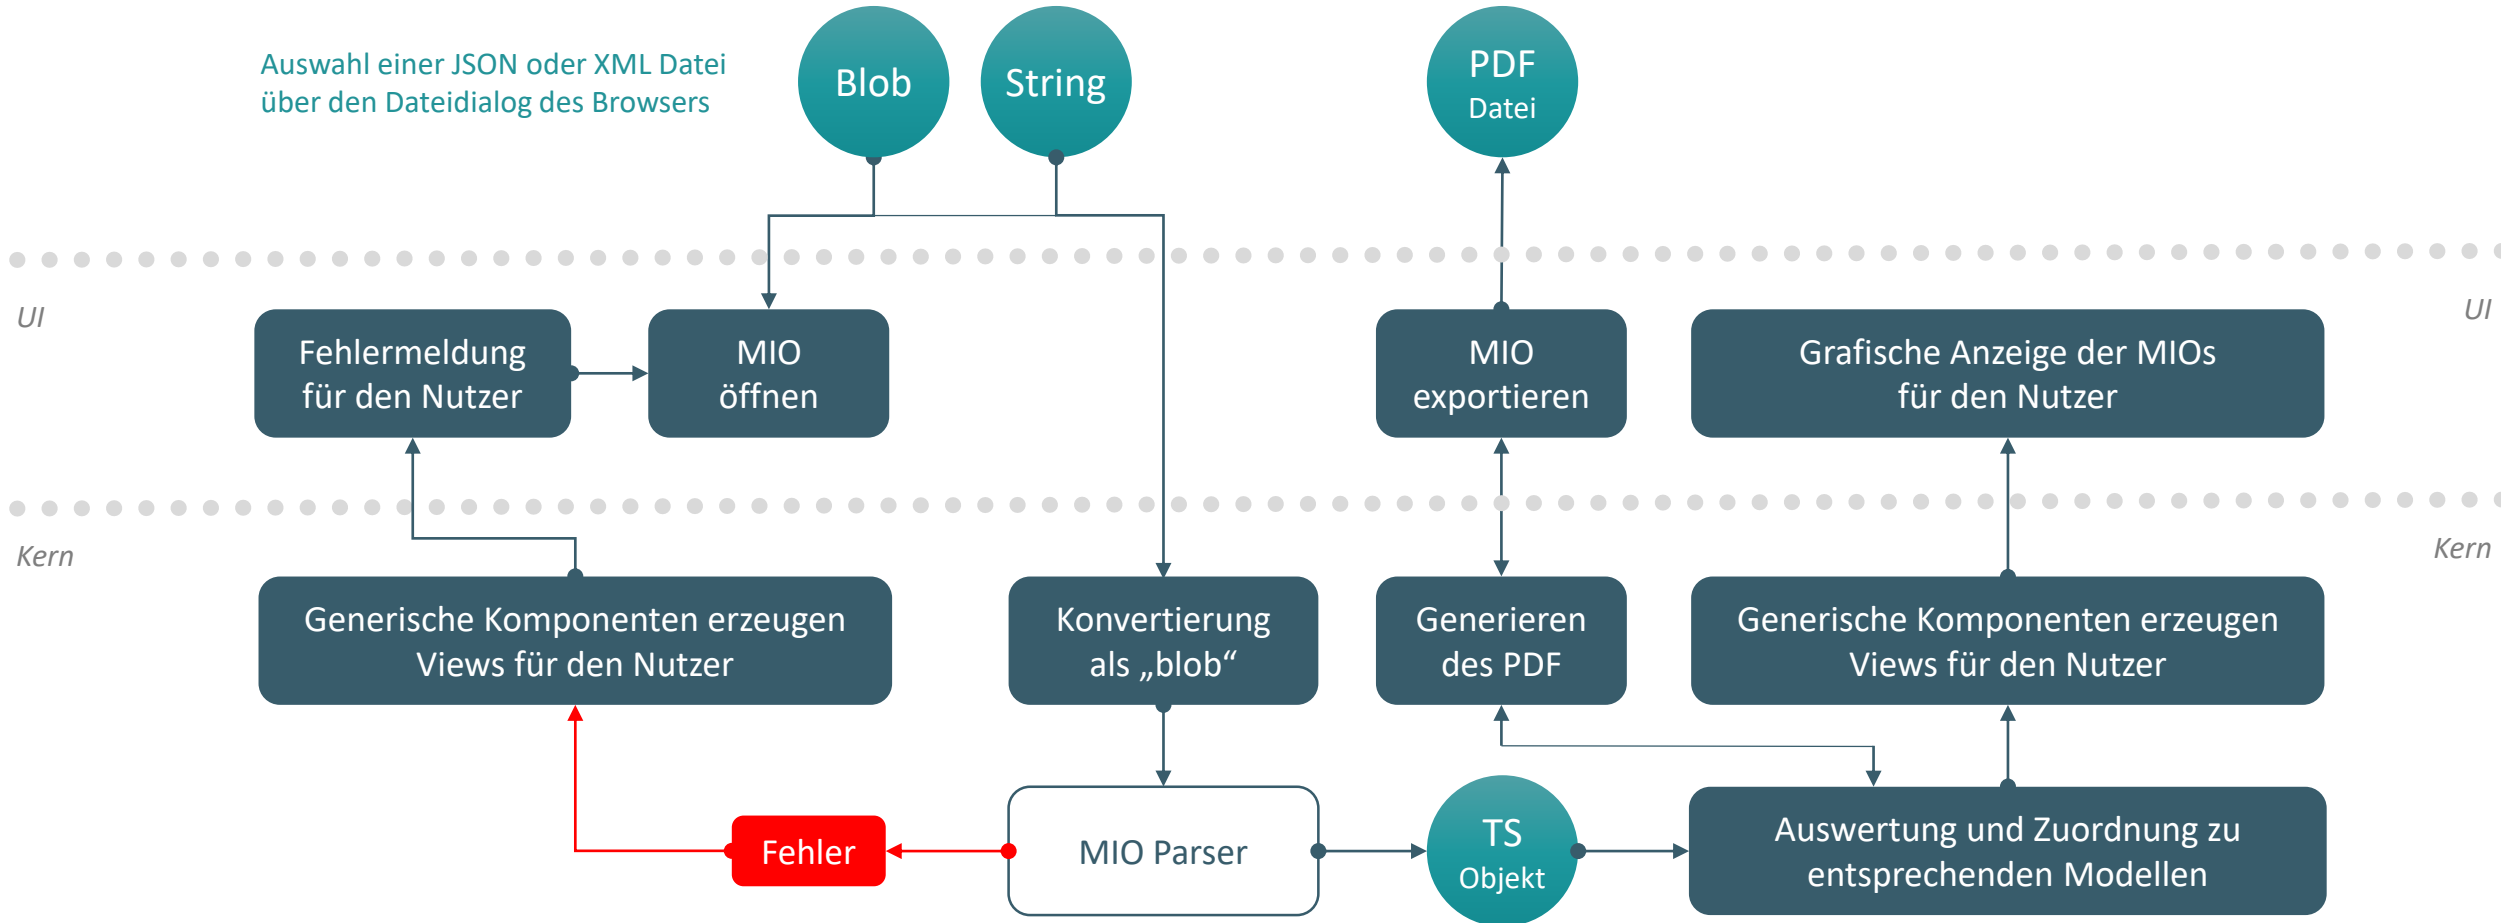 Auswahl einer JSON oder XML Datei
über den Dateidialog des Browsers
Blob
String
PDF
Datei
UI
UI
Fehlermeldung
für den Nutzer
MIO
öffnen
MIO
exportieren
Grafische Anzeige der MIOs
für den Nutzer
Kern
Kern
Generische Komponenten erzeugen
Views für den Nutzer
Konvertierung
als „blob“
Generieren
des PDF
Generische Komponenten erzeugen
Views für den Nutzer
Fehler
MIO Parser
TS
Objekt
Auswertung und Zuordnung zu
entsprechenden Modellen